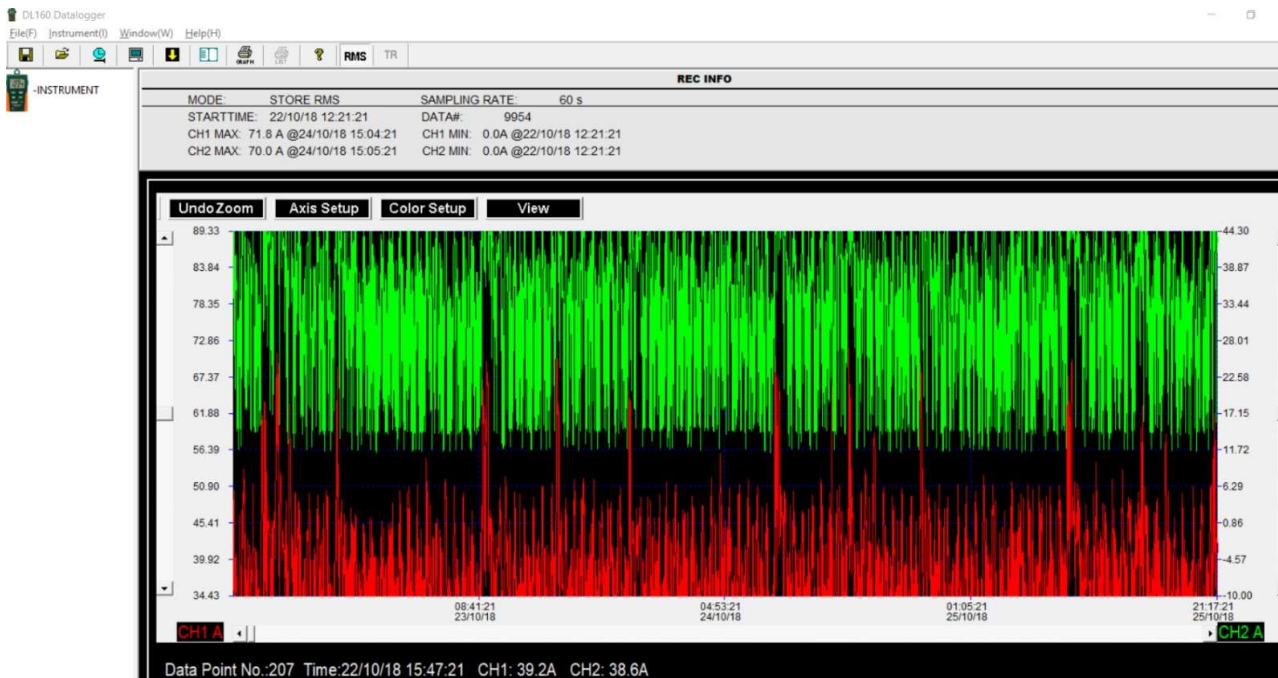 DL160 Datalogger
File(F) Instrument(I) Window(W) Help(H)
GRAPH LIST ? RMS TR
-INSTRUMENT
REC INFO
MODE: STORE RMS SAMPLING RATE: 60 s
STARTTIME: 22/10/18 12:21:21 DATA#: 9954
CH1 MAX: 71.8 A @24/10/18 15:04:21 CH1 MIN: 0.0A @22/10/18 12:21:21
CH2 MAX: 70.0 A @24/10/18 15:05:21 CH2 MIN: 0.0A @22/10/18 12:21:21
UndoZoom Axis Setup Color Setup View
89.33 44.30
83.84 38.87
78.35 33.44
72.86 28.01
67.37 22.58
61.88 17.15
56.39 11.72
50.90 6.29
45.41 0.86
39.92 -4.57
34.43 -10.00
08:41:21 04:53:21 01:05:21 21:17:21
23/10/18 24/10/18 25/10/18 25/10/18
CH1 A CH2 A
Data Point No.:207 Time:22/10/18 15:47:21 CH1: 39.2A CH2: 38.6A